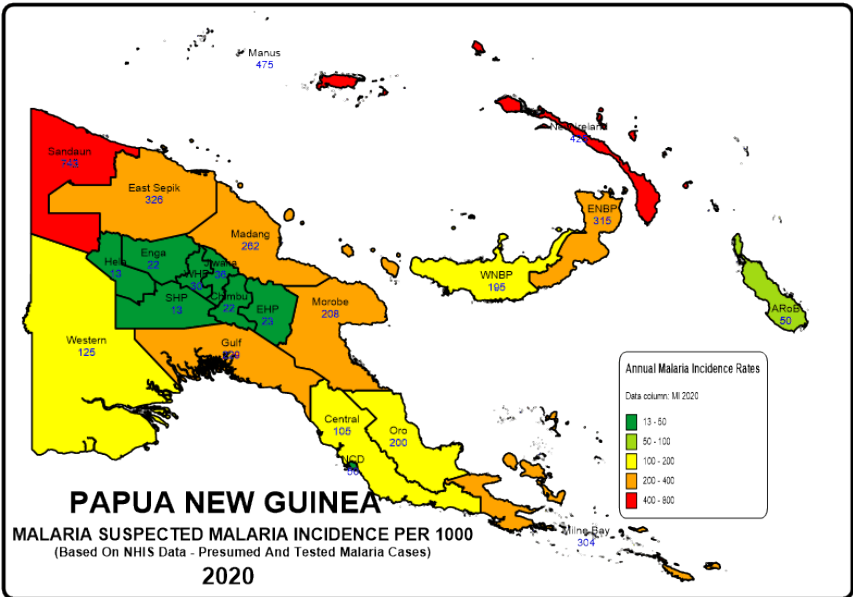 Manus
475
New Ireland
Sandaun
743
East Sepik
326
ENBP
315
Madang
262
Enga
22
Hela
13
Jiwaka
36
WHP
30
WNBP
195
SHP
13
Chimbu
22
EHP
23
Morobe
208
ARoB
50
Western
125
Gulf
Central
105
Oro
200
NCD
Milne Bay
304
Annual Malaria Incidence Rates
Data column: MI 2020
13 - 50
50 - 100
100 - 200
200 - 400
400 - 800
PAPUA NEW GUINEA
MALARIA SUSPECTED MALARIA INCIDENCE PER 1000
(Based On NHIS Data - Presumed And Tested Malaria Cases)
2020